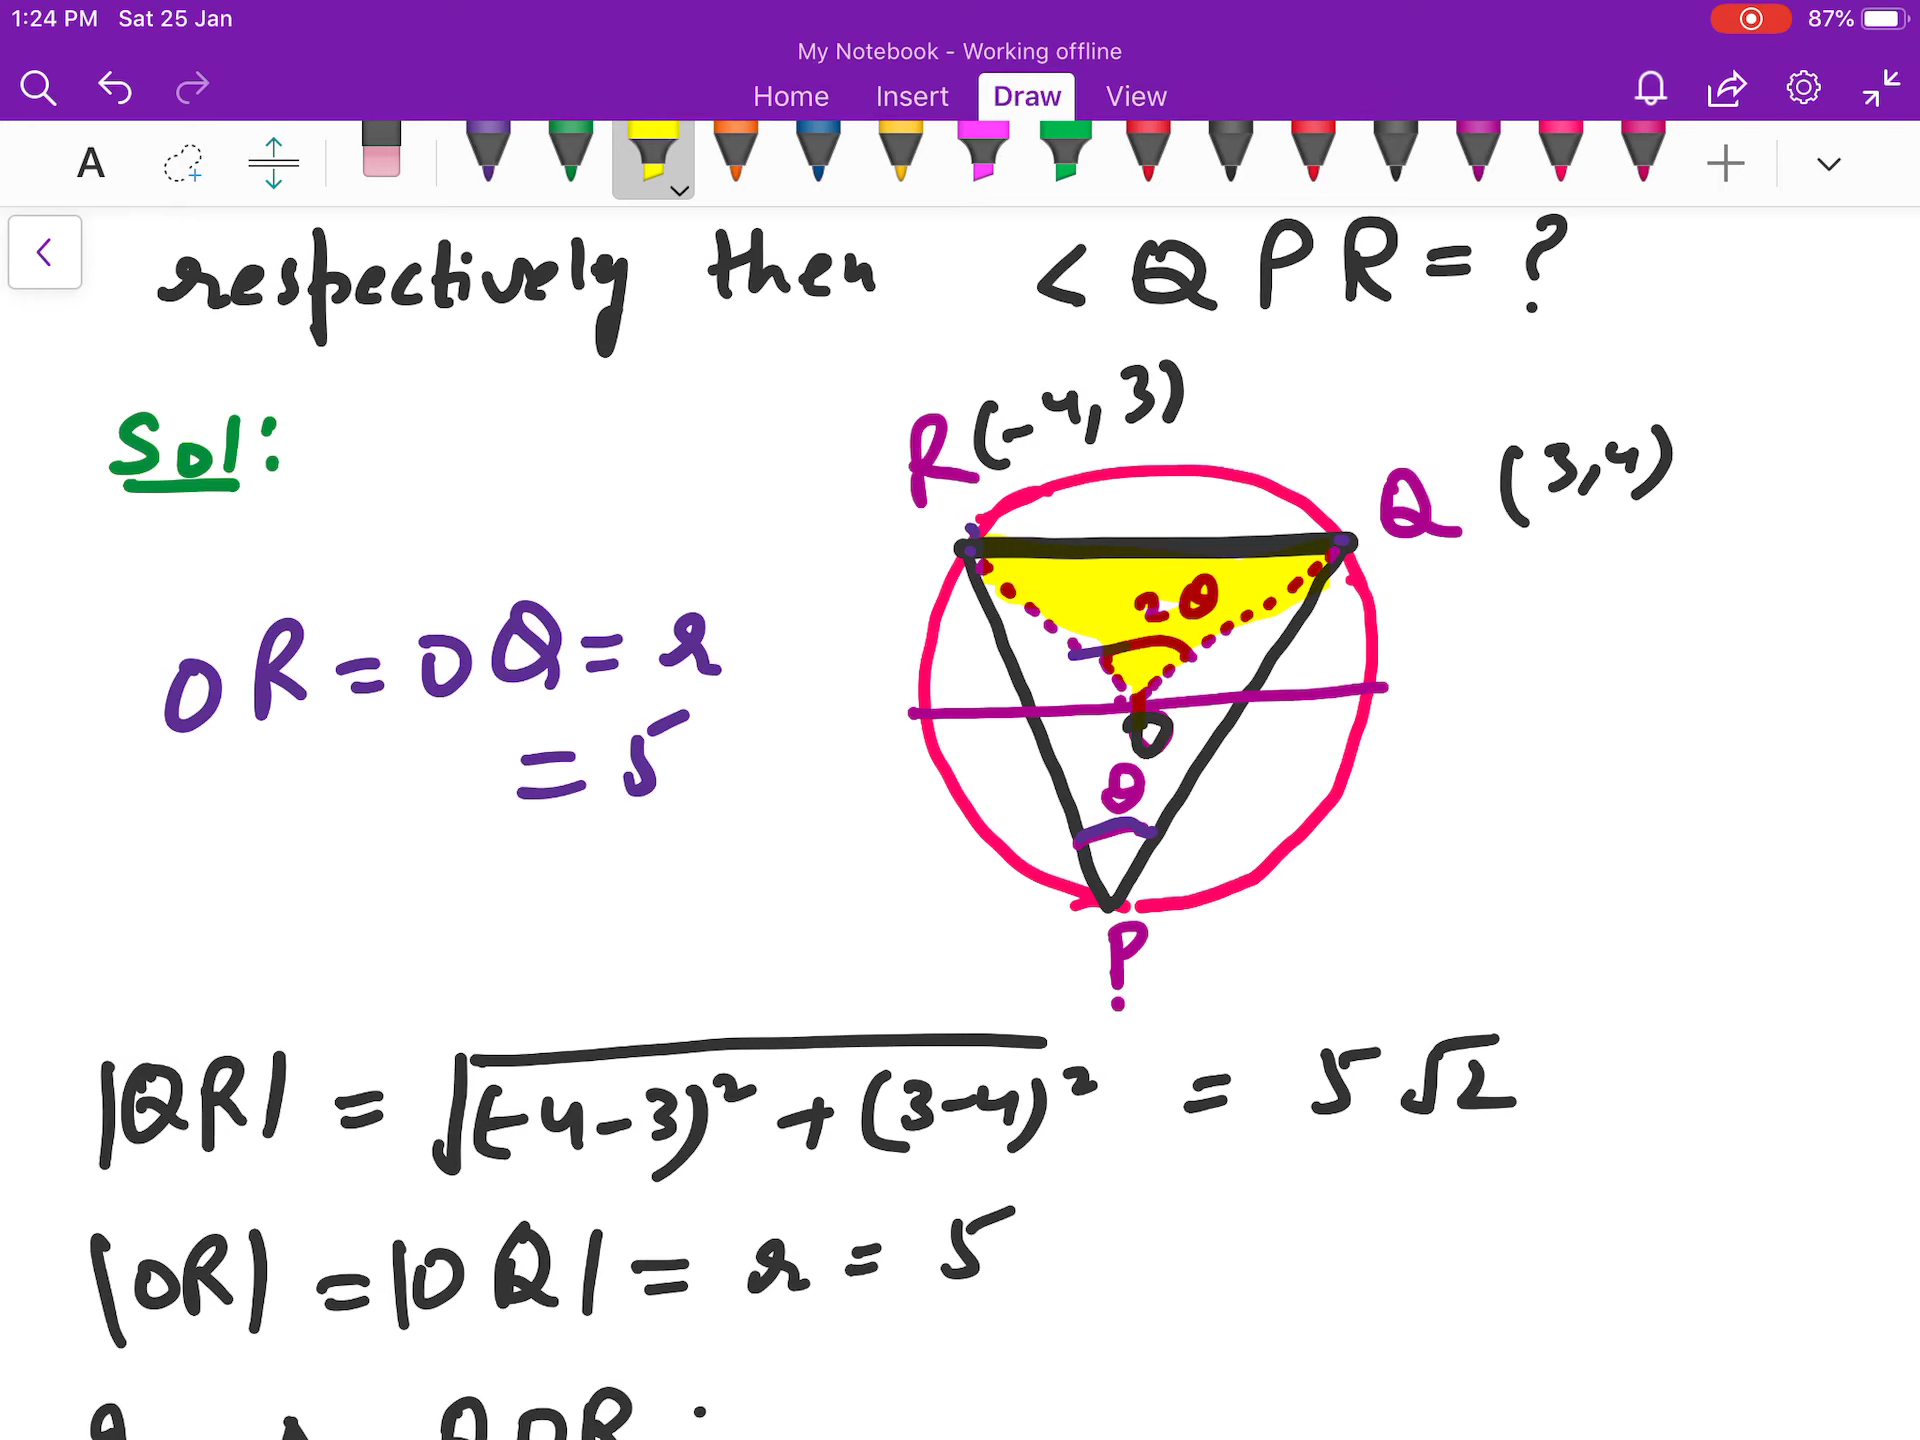 1:24 PM Sat 25 Jan
87%
My Notebook - Working offline
Home Insert Draw View
A
respectively then < Q P R = ?
Sol:
R (-4, 3)
Q (3,4)
2θ
OR = OQ = r
= 5
O
θ
P
|QR| = √(-4-3)² + (3-4)² = 5√2
|OR| = |OQ| = r = 5
QOR :